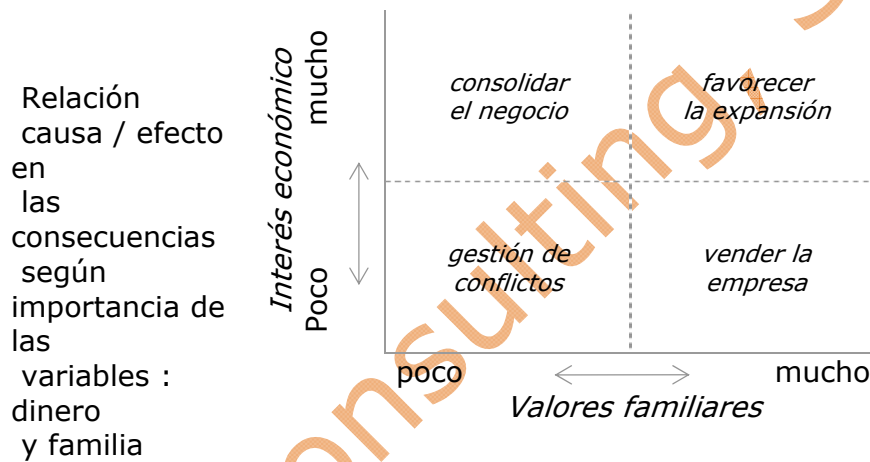 Relación
causa / efecto
en
las
consecuencias
según
importancia de
las
variables :
dinero
y familia
Interés económico
mucho
Poco
consolidar
el negocio
favorecer
la expansión
gestión de
conflictos
vender la
empresa
poco
mucho
Valores familiares
onsulting,